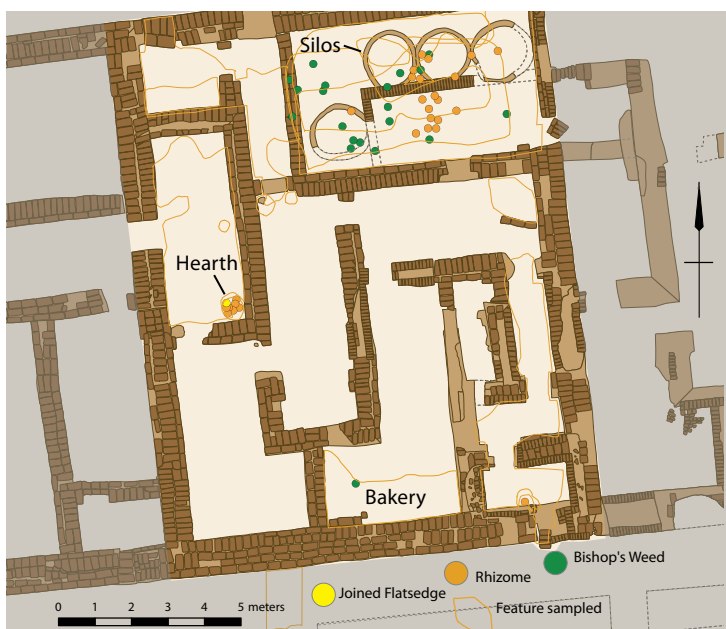 Silos
Hearth
Bakery
Bishop's Weed
Rhizome
Joined Flatsedge
Feature sampled
0 1 2 3 4 5 meters